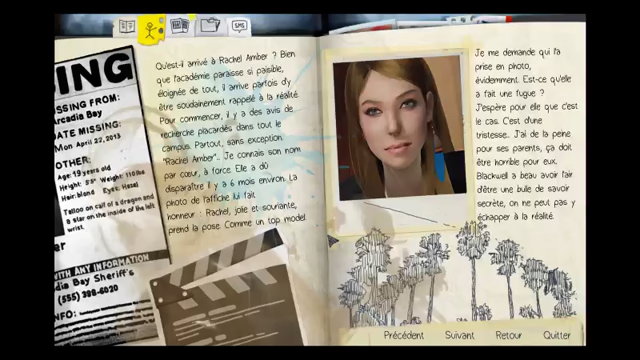 SMS
ING
SSING FROM:
Arcadia Bay
DATE MISSING:
Mon April 22, 2013
OTHER:
Age: 19 years old
Height: 5'5" Weight: 110 lbs
Hair: blond Eyes: Hazel
Tattoo on calf of a dragon and
a star on the inside of the left
wrist.
er
WITH ANY INFORMATION
dia Bay Sheriff's
(555) 398-6020
INFO:
Qu'est-il arrivé à Rachel Amber ? Bien
que l'académie paraisse si paisible,
éloignée de tout, il arrive parfois d'y
être soudainement rappelé à la réalité.
Pour commencer, il y a des avis de
recherche placardés dans tout le
campus. Partout, sans exception.
"Rachel Amber". Je connais son nom
par cœur, à force. Elle a dû
disparaître il y a 6 mois environ. La
photo de l'affiche lui fait
honneur : Rachel, jolie et souriante,
prend la pose. Comme un top model.
Je me demande qui l'a
prise en photo,
évidemment. Est-ce qu'elle
a fait une fugue ?
J'espère pour elle que c'est
le cas. C'est d'une
tristesse. J'ai de la peine
pour ses parents, ça doit
être horrible pour eux.
Blackwell a beau avoir l'air
d'être une bulle de savoir
secrète, on ne peut pas y
échapper à la réalité.
Précédent Suivant Retour Quitter